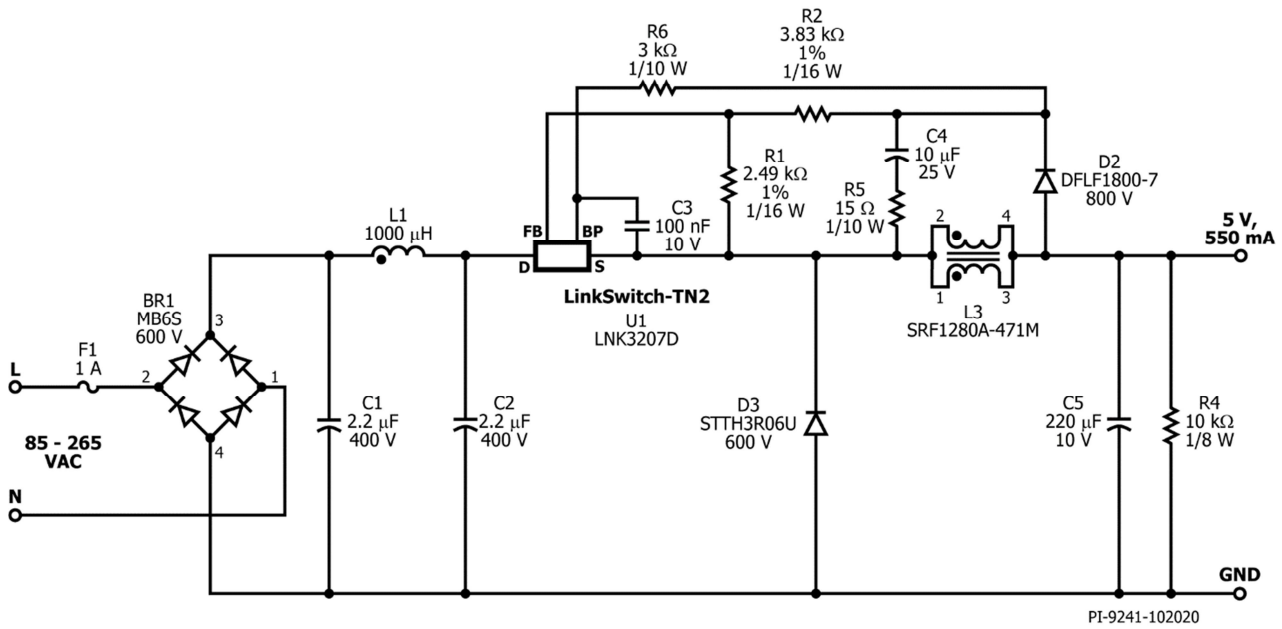 R6
3 kΩ
1/10 W
R2
3.83 kΩ
1%
1/16 W
L1
1000 μH
FB
BP
D
S
C3
100 nF
10 V
R1
2.49 kΩ
1%
1/16 W
C4
10 μF
25 V
R5
15 Ω
1/10 W
D2
DFLF1800-7
800 V
2
4
1
3
L3
SRF1280A-471M
5 V,
550 mA
LinkSwitch-TN2
U1
LNK3207D
BR1
MB6S
600 V
3
2
1
4
F1
1 A
L
85 - 265
VAC
N
C1
2.2 μF
400 V
C2
2.2 μF
400 V
D3
STTH3R06U
600 V
C5
220 μF
10 V
R4
10 kΩ
1/8 W
GND
PI-9241-102020